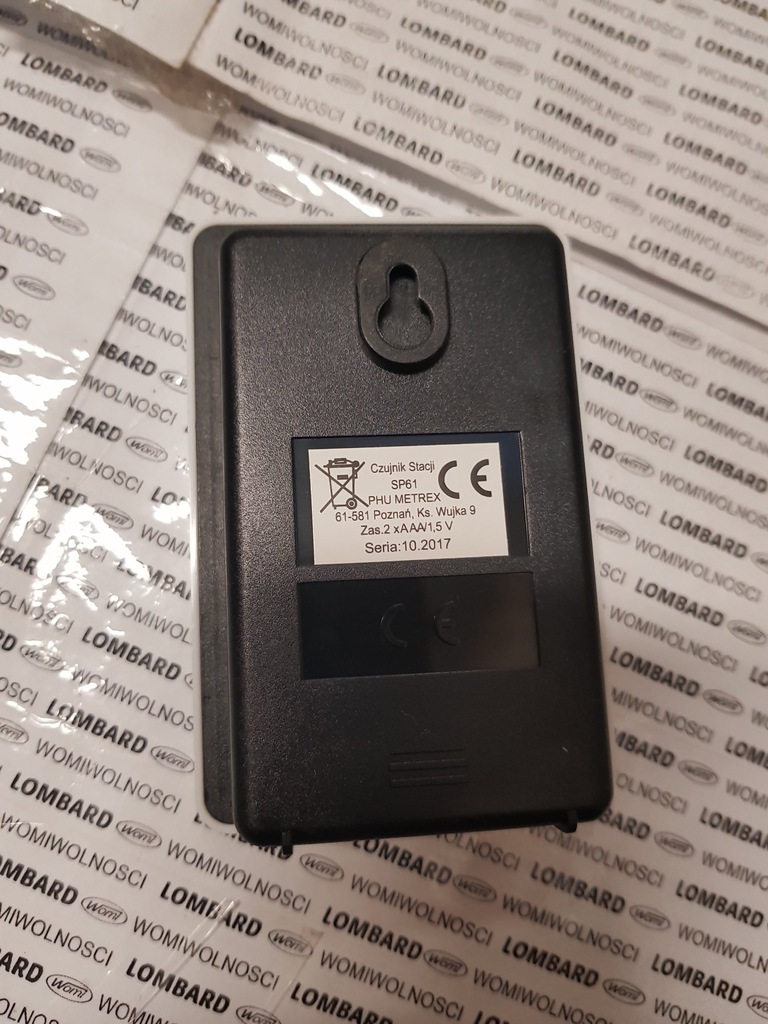 Czujnik Stacji
SP61
PHU METREX
CE
61-581 Poznań, Ks. Wujka 9
Zas.2 xAAA/1,5 V
Seria:10.2017
CE
LOMBARD Womi WOMIWOLNOSCI